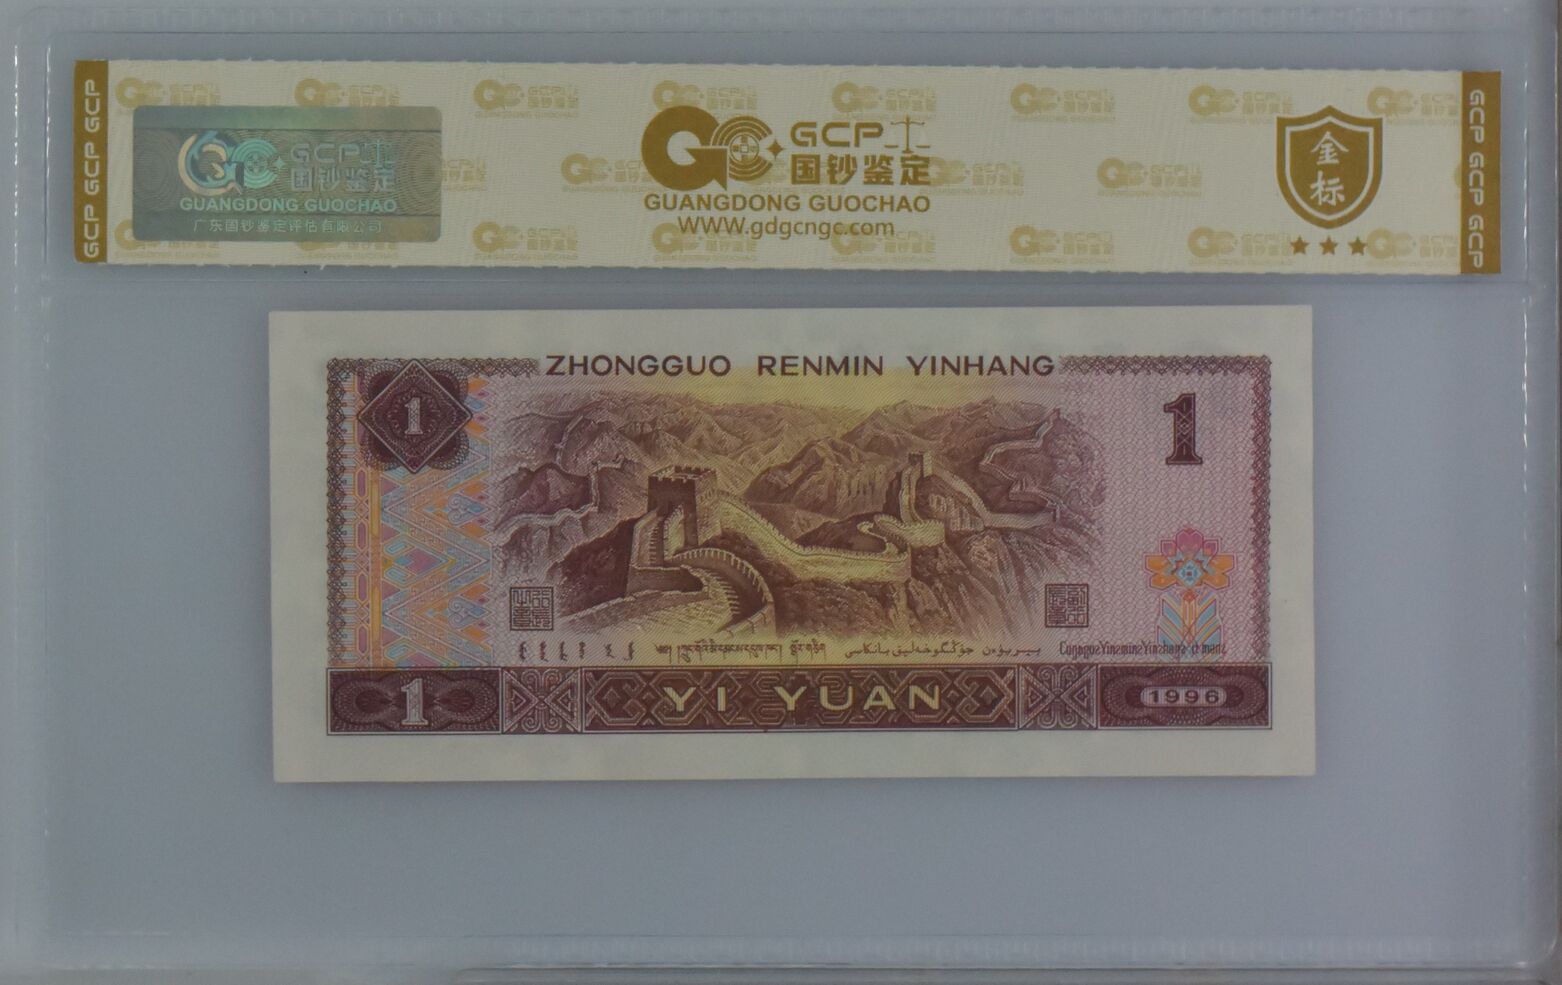 GCP GCP GCP
GCP
国钞鉴定
GUANGDONG GUOCHAO
广东国钞鉴定评估有限公司
GCP
国钞鉴定
GUANGDONG GUOCHAO
WWW.gdgcngc.com
金标
GCP GCP GCP
ZHONGGUO RENMIN YINHANG
1
1
1
YI YUAN
1996